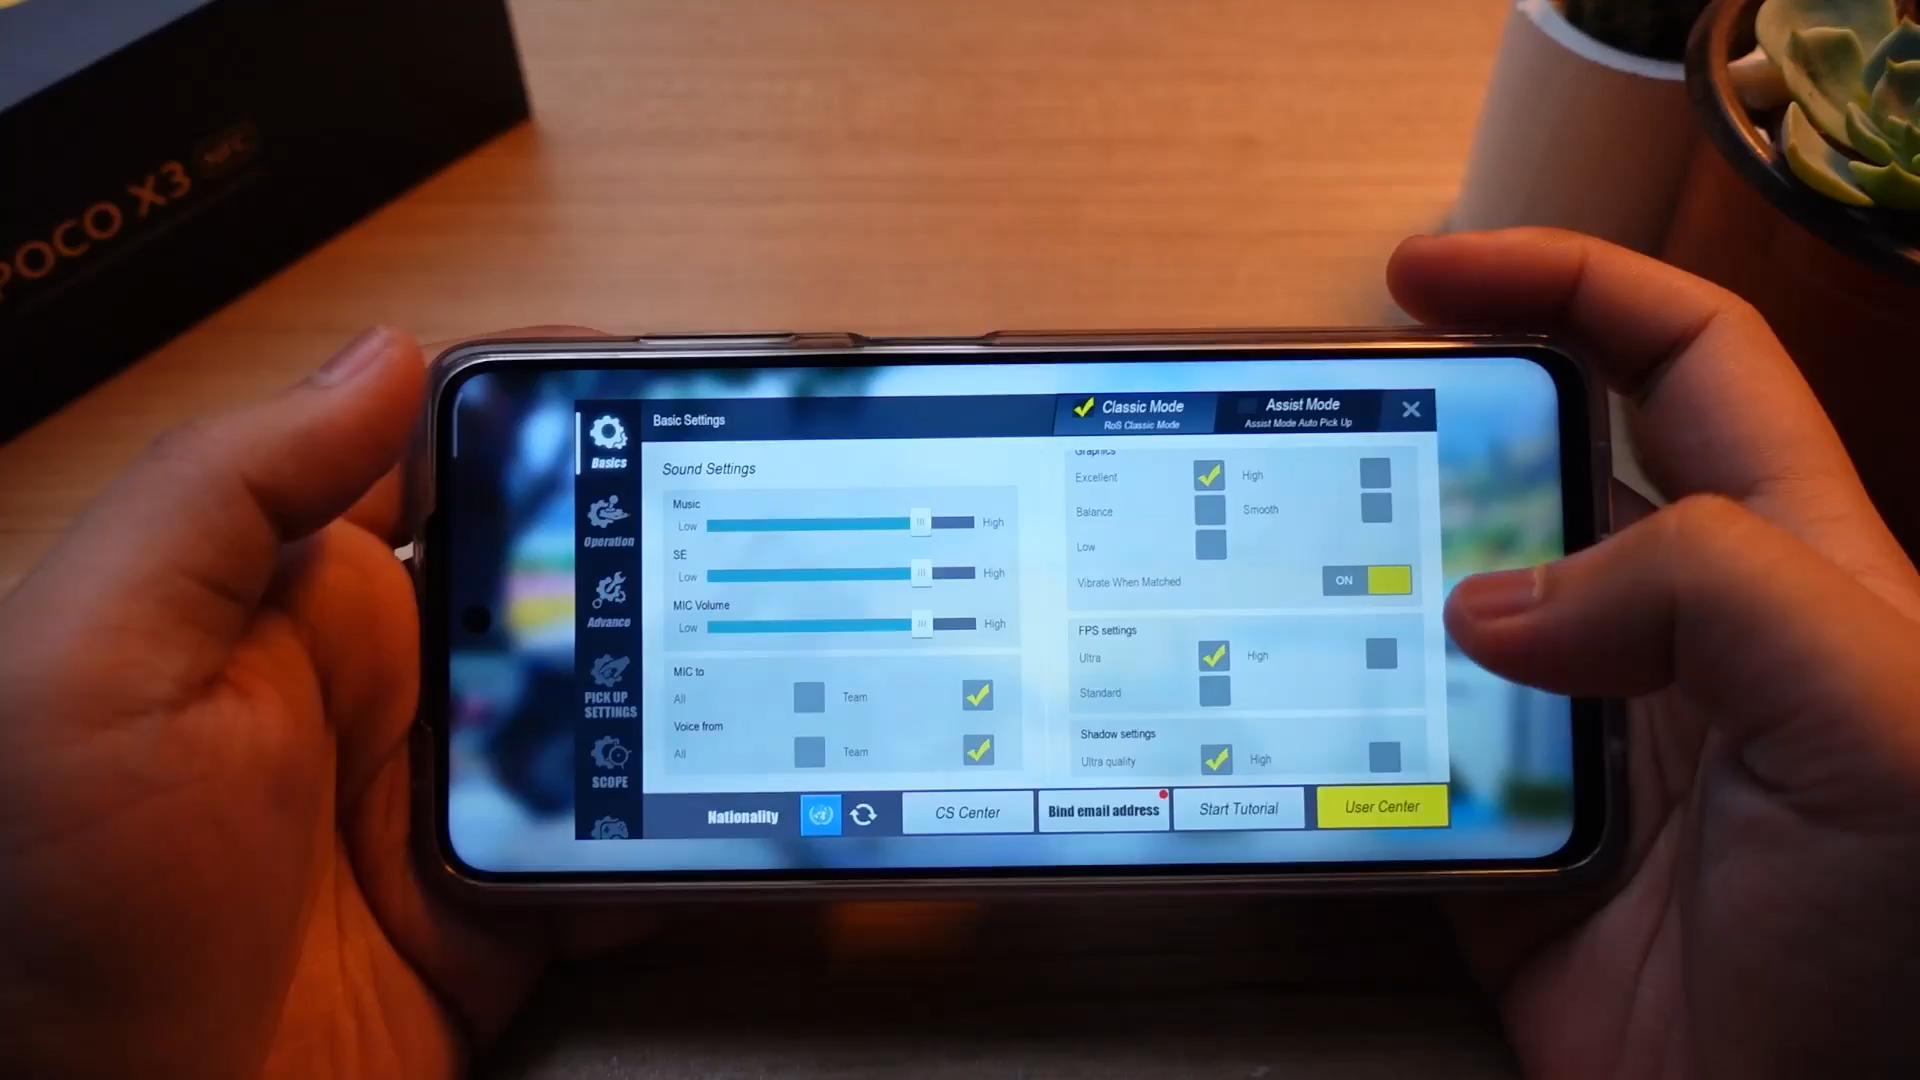 POCO X3 NFC
Basic Settings
Classic Mode
RoS Classic Mode
Assist Mode
Assist Mode Auto Pick Up
Basics
Operation
Advance
PICK UP
SETTINGS
SCOPE
Sound Settings
Music
Low
High
SE
Low
High
MIC Volume
Low
High
MIC to
All
Team
Voice from
All
Team
Graphics
Excellent
High
Balance
Smooth
Low
Vibrate When Matched
ON
FPS settings
Ultra
High
Standard
Shadow settings
Ultra quality
High
Nationality
CS Center
Bind email address
Start Tutorial
User Center